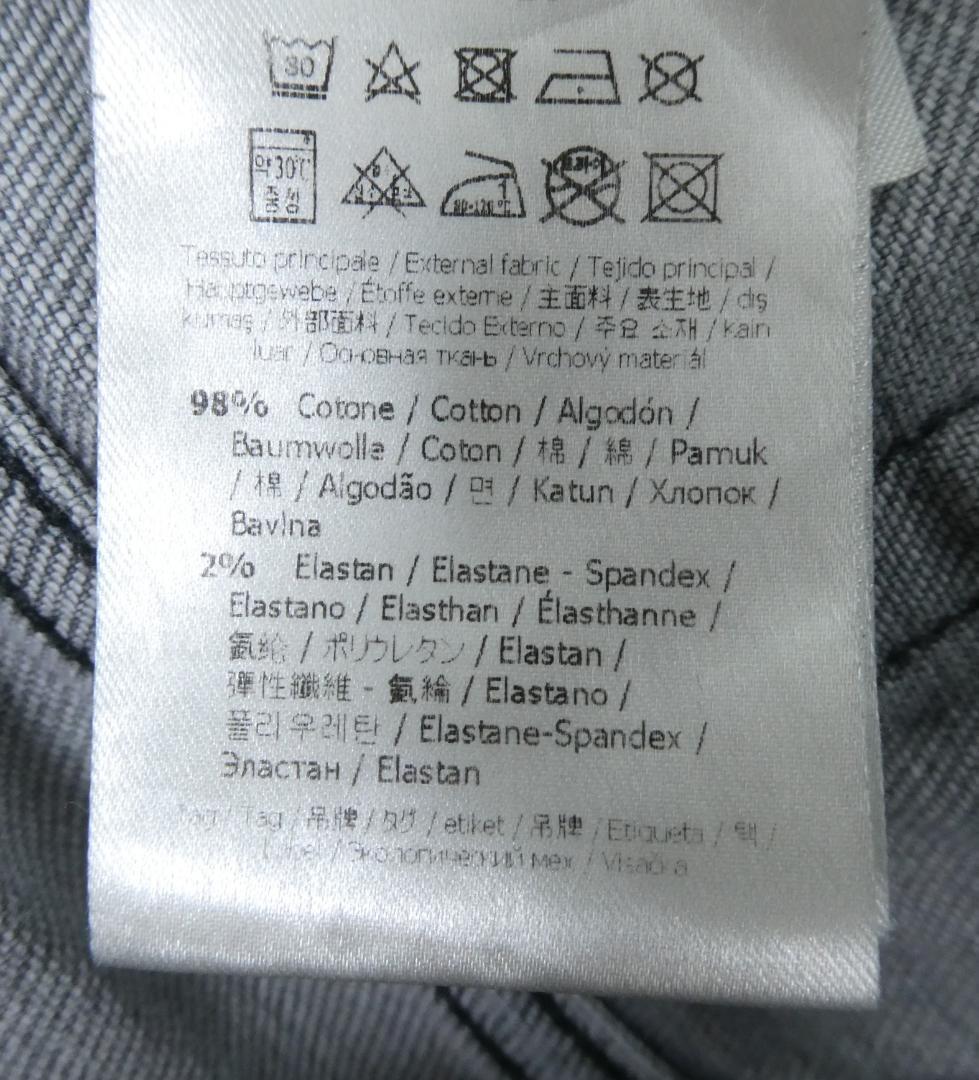 30
약30℃
중성
80-120℃
Tessuto principale / External fabric / Tejido principal /
Hauptgewebe / Étoffe externe / 主面料 / 表生地 / dış
kumaş / 外部面料 / Tecido Externo / 주요 소재 / kain
luar / Основная ткань / Vrchový materiál
98% Cotone / Cotton / Algodón /
Baumwolle / Coton / 棉 / 綿 / Pamuk
/ 棉 / Algodão / 면 / Katun / Хлопок /
Bavlna
2% Elastan / Elastane - Spandex /
Elastano / Elasthan / Élasthanne /
氨纶 / ポリウレタン / Elastan /
彈性纖維 - 氨綸 / Elastano /
폴리우레탄 / Elastane-Spandex /
Эластан / Elastan
Tag / Tag / 吊牌 / タグ / etiket / 吊牌 / Etiqueta / 택 /
Label / Экологический мех / Visačka